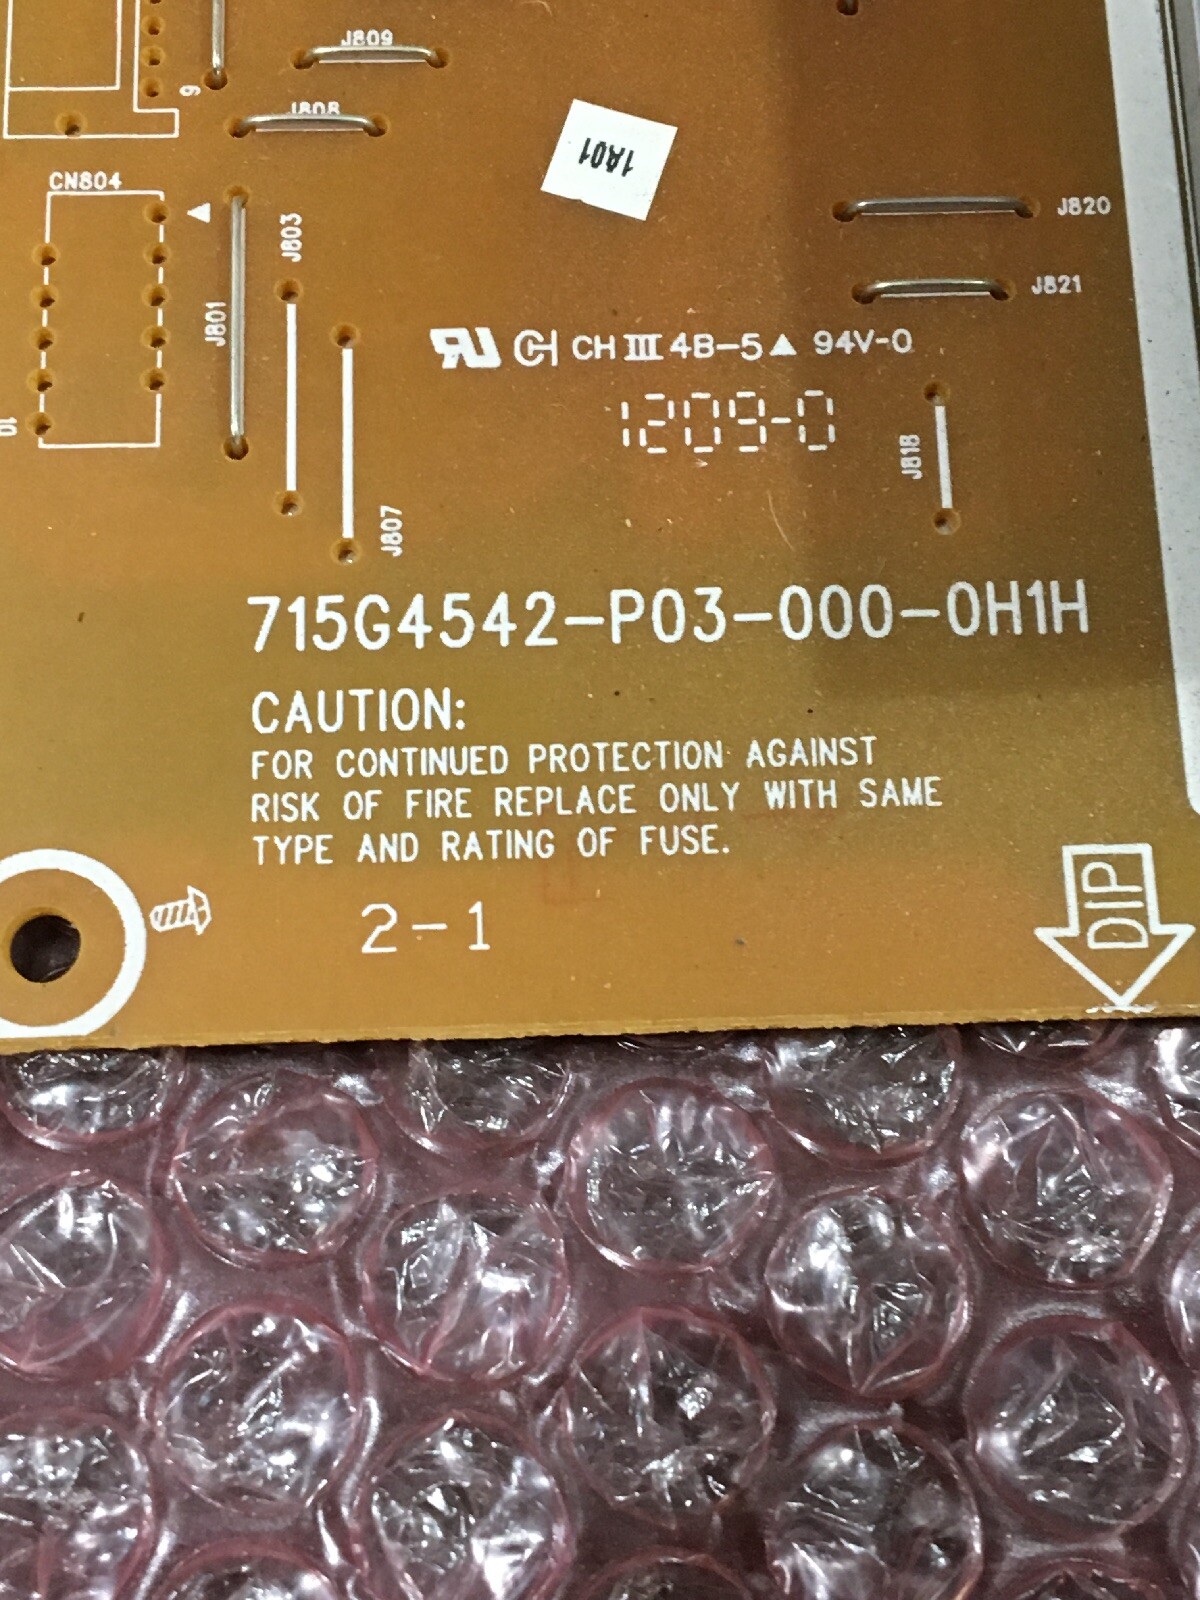 J809
J808
6
1A01
CN804
J803
J820
J821
J801
CH III 4B-5▲ 94V-0
1209-0
J818
10
J807
715G4542-P03-000-0H1H
CAUTION:
FOR CONTINUED PROTECTION AGAINST
RISK OF FIRE REPLACE ONLY WITH SAME
TYPE AND RATING OF FUSE.
DIP
2-1